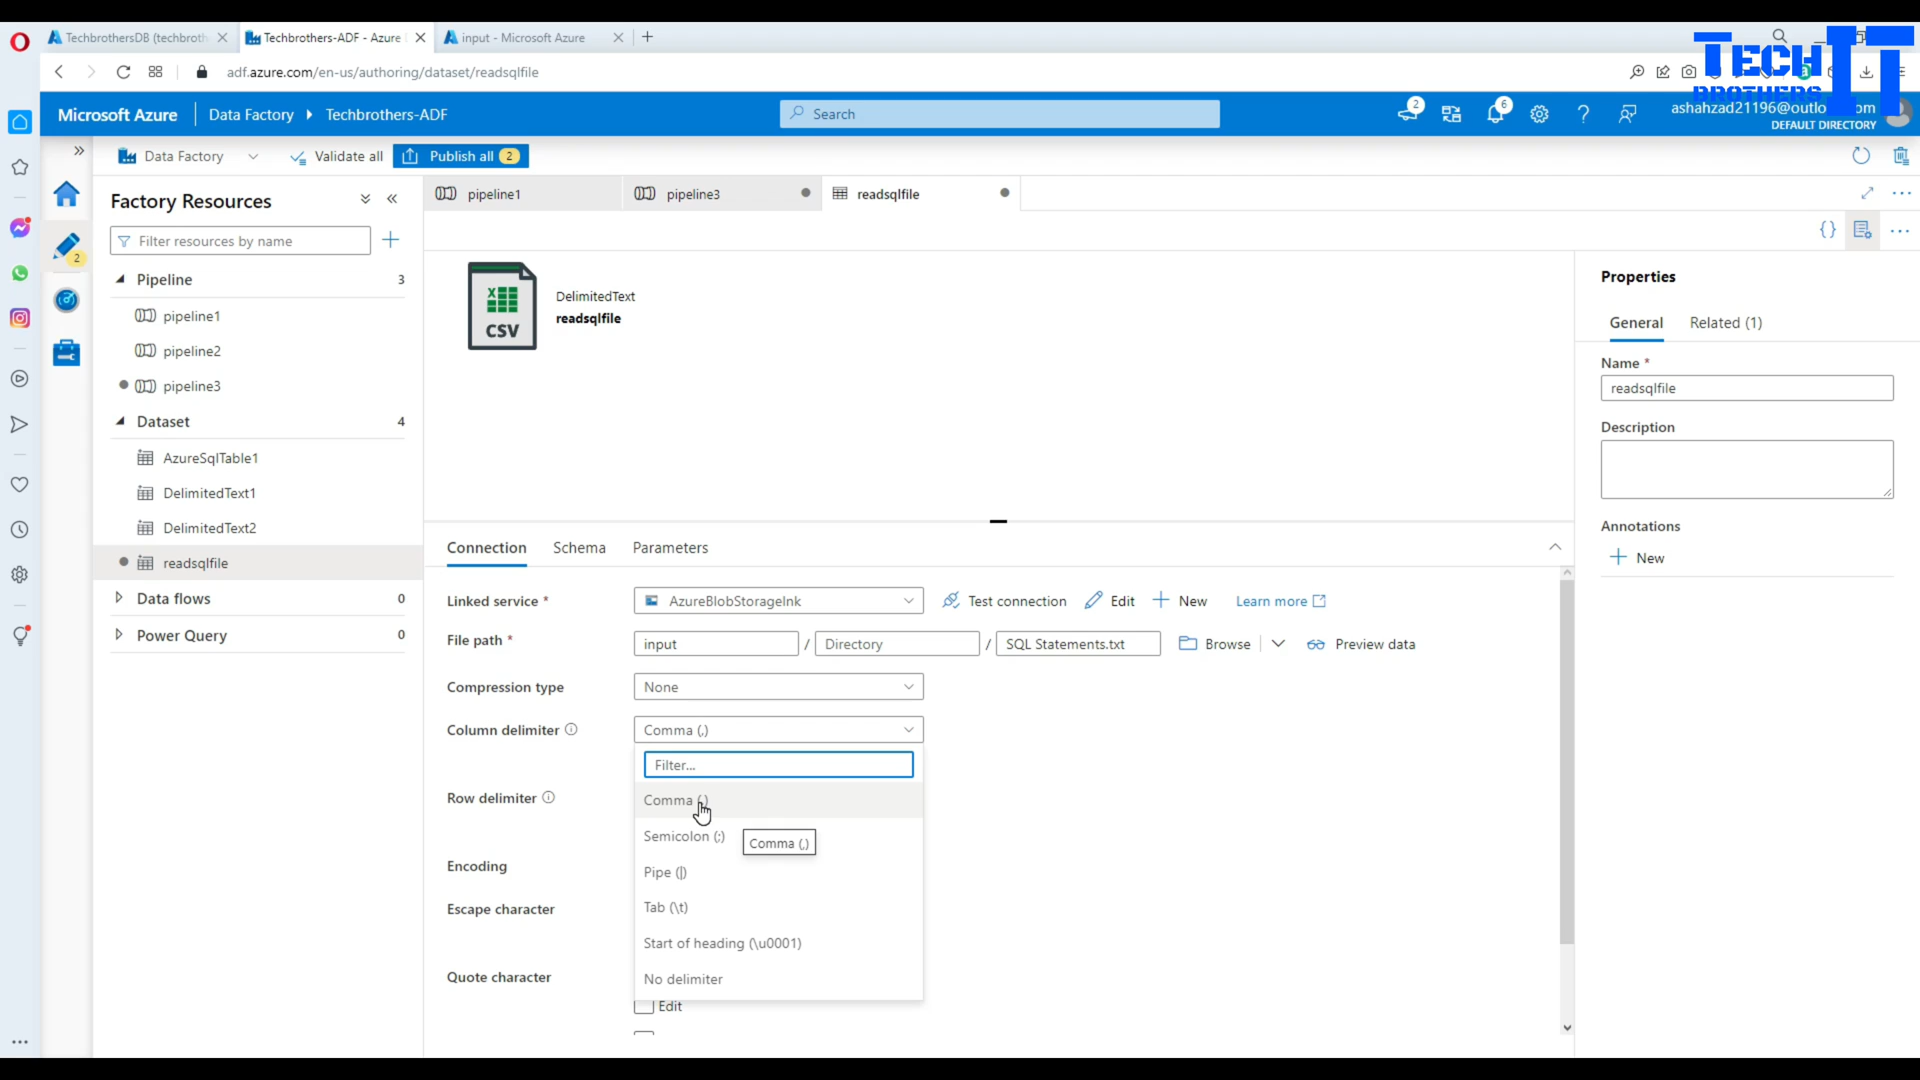 TechbrothersDB (techbroth
Techbrothers-ADF - Azure
input - Microsoft Azure
TECH IT
BROTHERS
adf.azure.com/en-us/authoring/dataset/readsqlfile
Microsoft Azure
Data Factory
Techbrothers-ADF
Search
2
6
ashahzad21196@outlo om
DEFAULT DIRECTORY
Data Factory
Validate all
Publish all 2
Factory Resources
pipeline1
pipeline3
readsqlfile
Filter resources by name
2
Pipeline 3
pipeline1
pipeline2
pipeline3
Dataset 4
AzureSqlTable1
DelimitedText1
DelimitedText2
readsqlfile
Data flows 0
Power Query 0
CSV
DelimitedText
readsqlfile
Properties
General
Related (1)
Name *
readsqlfile
Description
Annotations
New
Connection
Schema
Parameters
Linked service *
AzureBlobStorageInk
Test connection
Edit
New
Learn more
File path *
input
/
Directory
/
SQL Statements.txt
Browse
Preview data
Compression type
None
Column delimiter
Comma (,)
Filter...
Row delimiter
Comma (,)
Semicolon (;)
Comma (,)
Encoding
Pipe (|)
Escape character
Tab (\t)
Start of heading (\u0001)
Quote character
No delimiter
Edit